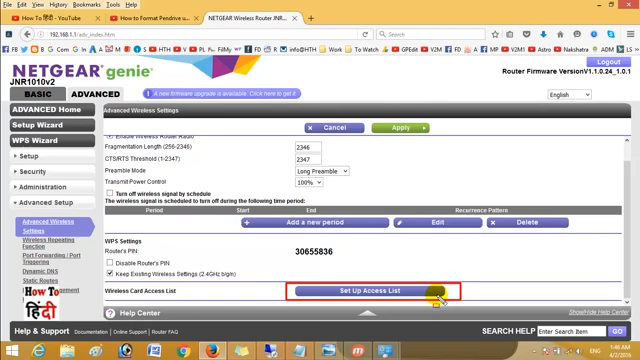 File Edit View History Bookmarks Tools Help
How To हिंदी - YouTube
How to Format Pendrive u...
NETGEAR Wireless Router JNR1...
192.168.1.1/adv_index.htm
Search
NETGEAR genie
JNR1010v2
Logout
Router Firmware VersionV1.1.0.24_1.0.1
BASIC
ADVANCED
A new firmware upgrade is available. Click here to get it
English
ADVANCED Home
Setup Wizard
WPS Wizard
Setup
Security
Administration
Advanced Setup
Advanced Wireless Settings
Wireless Repeating Function
Port Forwarding / Port Triggering
Dynamic DNS
Static Routes
How To
हिंदी
Advanced Wireless Settings
Cancel
Apply
Enable Wireless Router Radio
Fragmentation Length (256-2346) 2346
CTS/RTS Threshold (1-2347) 2347
Preamble Mode Long Preamble
Transmit Power Control 100%
Turn off wireless signal by schedule
The wireless signal is scheduled to turn off during the following time period:
Period Start End Recurrence Pattern
Add a new period
Edit
Delete
WPS Settings
Router's PIN: 30655836
Disable Router's PIN
Keep Existing Wireless Settings (2.4GHz b/g/n)
Wireless Card Access List
Set Up Access List
Help Center
Show/Hide Help Center
Help & Support Documentation | Online Support | Router FAQ
SEARCH HELP Enter Search Item GO
ENG
1:46 AM
4/2/2016